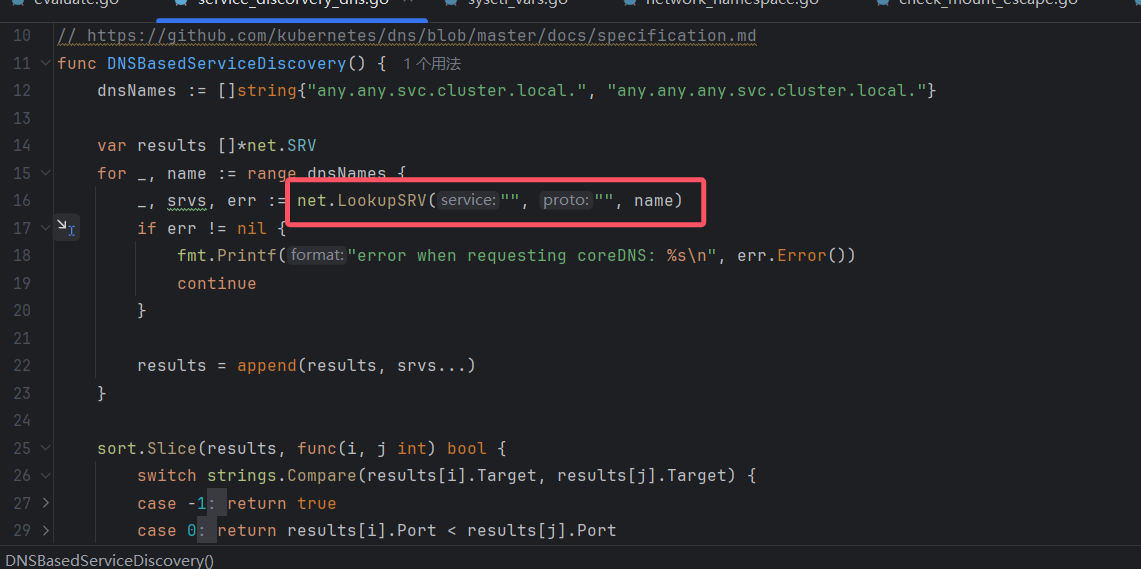 evaluate.go service_discorvery_dns.go sysctl_vars.go network_namespace.go check_mount_escape.go
10 // https://github.com/kubernetes/dns/blob/master/docs/specification.md
11 func DNSBasedServiceDiscovery() { 1 个用法
12 dnsNames := []string{"any.any.svc.cluster.local.", "any.any.any.svc.cluster.local."}
13
14 var results []*net.SRV
15 for _, name := range dnsNames {
16 _, srvs, err := net.LookupSRV( service: "", proto: "", name)
17 if err != nil {
18 fmt.Printf( format: "error when requesting coreDNS: %s\n", err.Error())
19 continue
20 }
21
22 results = append(results, srvs...)
23 }
24
25 sort.Slice(results, func(i, j int) bool {
26 switch strings.Compare(results[i].Target, results[j].Target) {
27 case -1: return true
29 case 0: return results[i].Port < results[j].Port
DNSBasedServiceDiscovery()